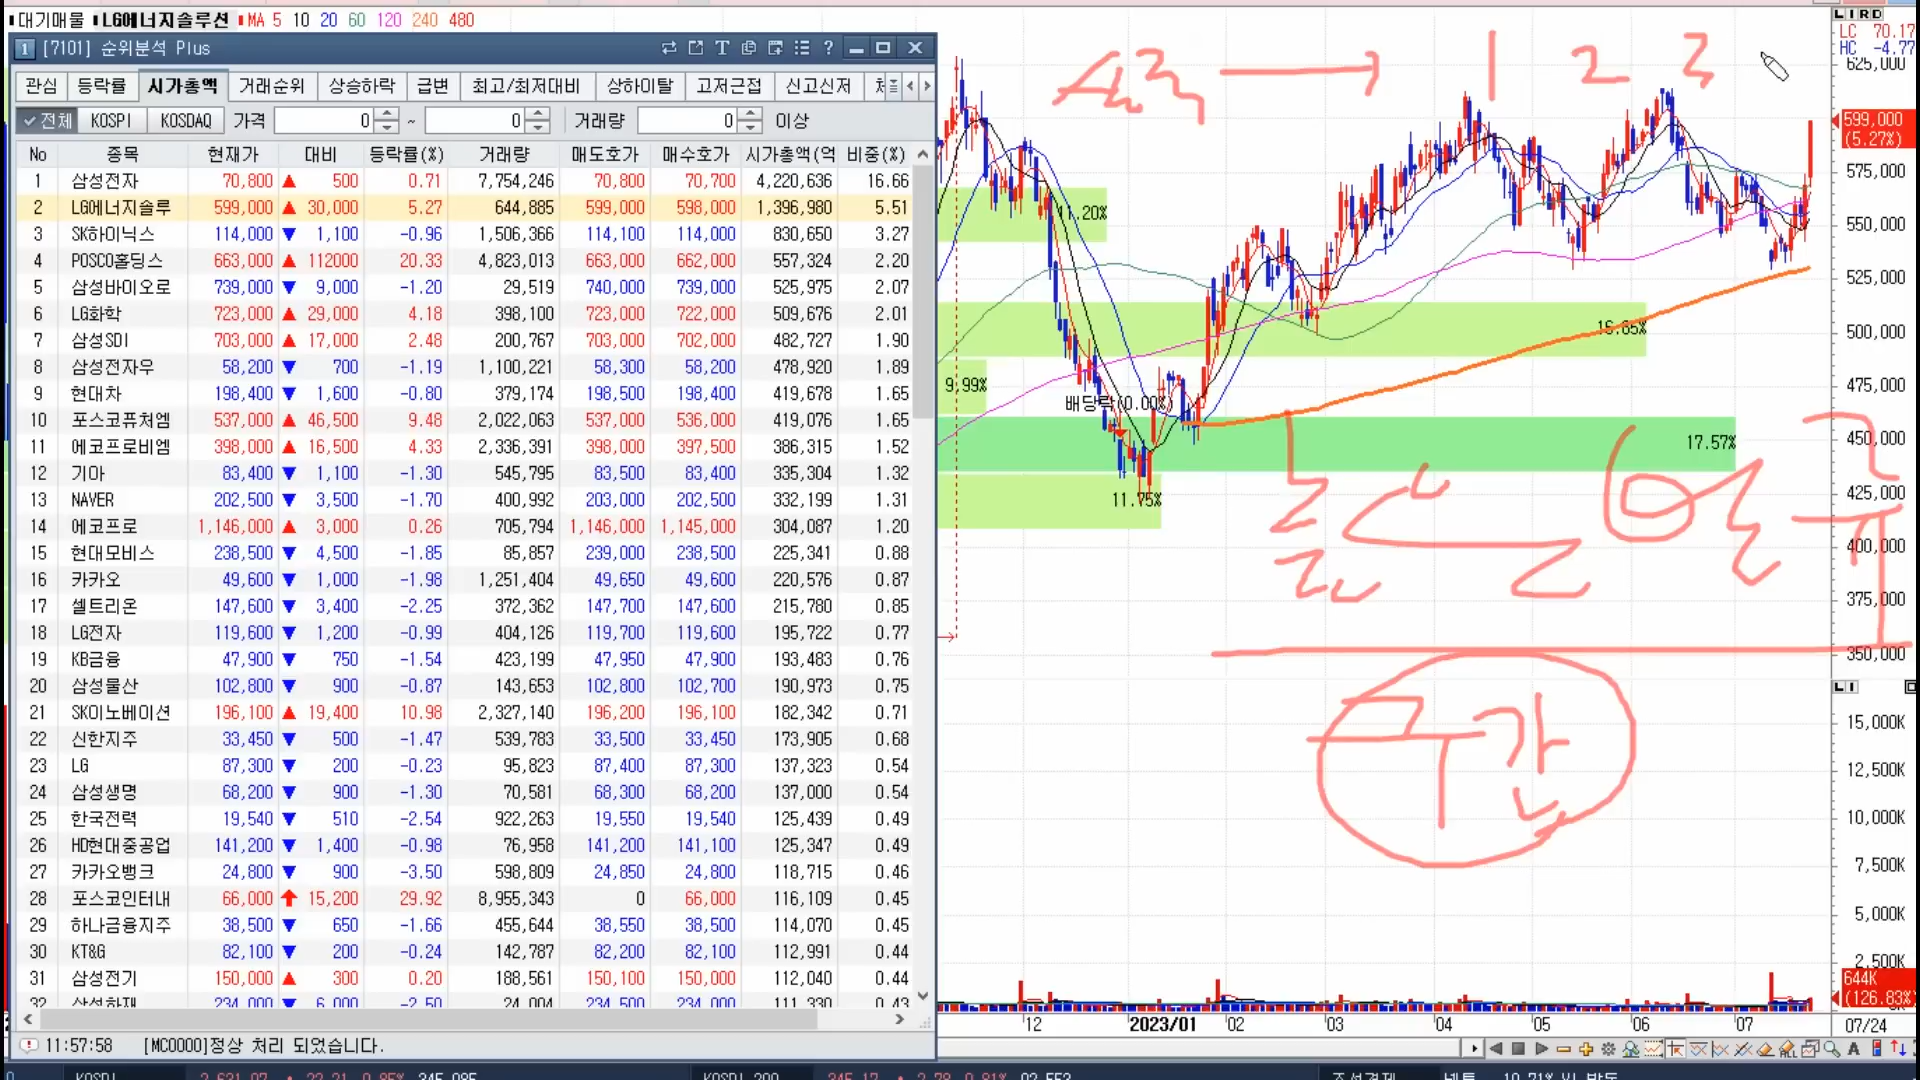 대기매물 LG에너지솔루션 MA 5 10 20 60 120 240 480
[7101] 순위분석 Plus
관심 등락률 시가총액 거래순위 상승하락 급변 최고/최저대비 상하이탈 고저근접 신고신저
전체 KOSPI KOSDAQ 가격 0 ~ 0 거래량 0 이상
No 종목 현재가 대비 등락률(%) 거래량 매도호가 매수호가 시가총액(억 비중(%)
1 삼성전자 70,800 ▲ 500 0.71 7,754,246 70,800 70,700 4,220,636 16.66
2 LG에너지솔루 599,000 ▲ 30,000 5.27 644,885 599,000 598,000 1,396,980 5.51
3 SK하이닉스 114,000 ▼ 1,100 -0.96 1,506,366 114,100 114,000 830,650 3.27
4 POSCO홀딩스 663,000 ▲ 112000 20.33 4,823,013 663,000 662,000 557,324 2.20
5 삼성바이오로 739,000 ▼ 9,000 -1.20 29,519 740,000 739,000 525,975 2.07
6 LG화학 723,000 ▲ 29,000 4.18 398,100 723,000 722,000 509,676 2.01
7 삼성SDI 703,000 ▲ 17,000 2.48 200,767 703,000 702,000 482,727 1.90
8 삼성전자우 58,200 ▼ 700 -1.19 1,100,221 58,300 58,200 478,920 1.89
9 현대차 198,400 ▼ 1,600 -0.80 379,174 198,500 198,400 419,678 1.65
10 포스코퓨처엠 537,000 ▲ 46,500 9.48 2,022,063 537,000 536,000 419,076 1.65
11 에코프로비엠 398,000 ▲ 16,500 4.33 2,336,391 398,000 397,500 386,315 1.52
12 기아 83,400 ▼ 1,100 -1.30 545,795 83,500 83,400 335,304 1.32
13 NAVER 202,500 ▼ 3,500 -1.70 400,992 203,000 202,500 332,199 1.31
14 에코프로 1,146,000 ▲ 3,000 0.26 705,794 1,146,000 1,145,000 304,087 1.20
15 현대모비스 238,500 ▼ 4,500 -1.85 85,857 239,000 238,500 225,341 0.88
16 카카오 49,600 ▼ 1,000 -1.98 1,251,404 49,650 49,600 220,576 0.87
17 셀트리온 147,600 ▼ 3,400 -2.25 372,362 147,700 147,600 215,780 0.85
18 LG전자 119,600 ▼ 1,200 -0.99 404,126 119,700 119,600 195,722 0.77
19 KB금융 47,900 ▼ 750 -1.54 423,199 47,950 47,900 193,483 0.76
20 삼성물산 102,800 ▼ 900 -0.87 143,653 102,800 102,700 190,973 0.75
21 SK이노베이션 196,100 ▲ 19,400 10.98 2,327,140 196,200 196,100 182,342 0.71
22 신한지주 33,450 ▼ 500 -1.47 539,783 33,500 33,450 173,905 0.68
23 LG 87,300 ▼ 200 -0.23 95,823 87,400 87,300 137,323 0.54
24 삼성생명 68,200 ▼ 900 -1.30 70,581 68,300 68,200 137,000 0.54
25 한국전력 19,540 ▼ 510 -2.54 922,263 19,550 19,540 125,439 0.49
26 HD현대중공업 141,200 ▼ 1,400 -0.98 76,958 141,200 141,100 125,347 0.49
27 카카오뱅크 24,800 ▼ 900 -3.50 598,809 24,850 24,800 118,715 0.46
28 포스코인터내 66,000 ↑ 15,200 29.92 8,955,343 0 66,000 116,109 0.45
29 하나금융지주 38,500 ▼ 650 -1.66 455,644 38,550 38,500 114,070 0.45
30 KT&G 82,100 ▼ 200 -0.24 142,787 82,200 82,100 112,991 0.44
31 삼성전기 150,000 ▲ 300 0.20 188,561 150,100 150,000 112,040 0.44
32 삼성화재 234,000 ▼ 6,000 -2.50 24,004 234,500 234,000 111,330 0.43
11:57:58 [MC0000]정상 처리 되었습니다.
1 2 3
LIRD
LC 70.17
HC -4.77
625,000
599,000
(5.27%)
575,000
550,000
525,000
500,000
475,000
450,000
425,000
400,000
375,000
350,000
11.20%
16.65%
9.99%
배당락(0.00%)
17.57%
11.75%
주간
LI
15,000K
12,500K
10,000K
7,500K
5,000K
2,500K
644K
(126.83%)
12 2023/01 02 03 04 05 06 07 07/24